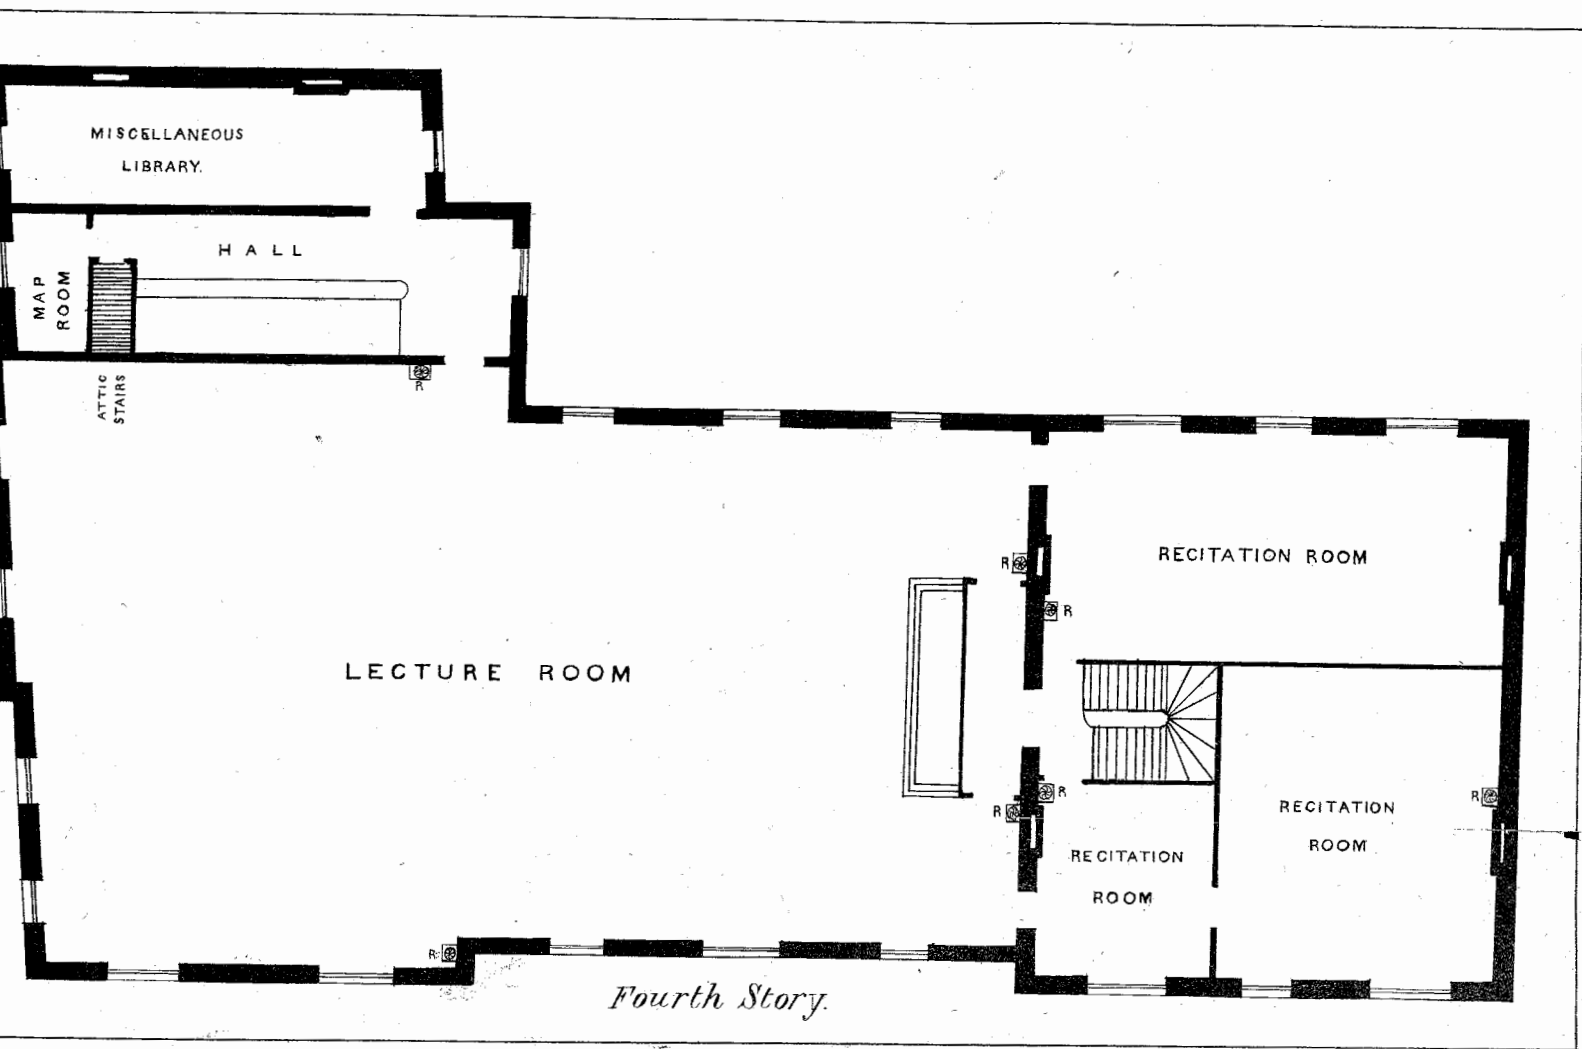 MISCELLANEOUS
LIBRARY.
HALL
MAP
ROOM
ATTIC
STAIRS
R
RECITATION ROOM
R
R
LECTURE ROOM
R
R
R
RECITATION
ROOM
RECITATION
ROOM
R
Fourth Story.